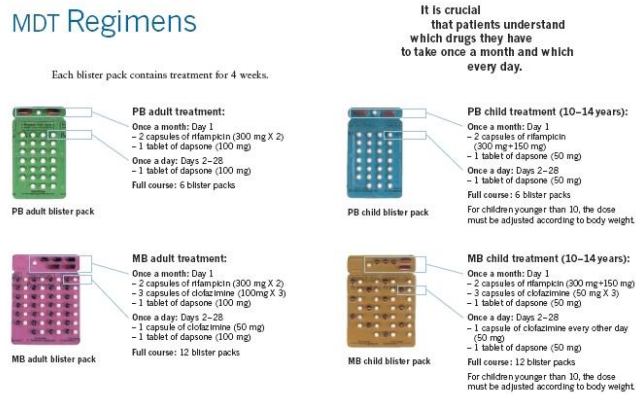 MDT Regimens
It is crucial
that patients understand
which drugs they have
to take once a month and which
every day.
Each blister pack contains treatment for 4 weeks.
PB adult treatment:
Once a month: Day 1
– 2 capsules of rifampicin (300 mg X 2)
– 1 tablet of dapsone (100 mg)
Once a day: Days 2–28
– 1 tablet of dapsone (100 mg)
Full course: 6 blister packs
PB adult blister pack
PB child treatment (10–14 years):
Once a month: Day 1
– 2 capsules of rifampicin
(300 mg+150 mg)
– 1 tablet of dapsone (50 mg)
Once a day: Days 2–28
– 1 tablet of dapsone (50 mg)
Full course: 6 blister packs
For children younger than 10, the dose
must be adjusted according to body weight.
PB child blister pack
MB adult treatment:
Once a month: Day 1
– 2 capsules of rifampicin (300 mg X 2)
– 3 capsules of clofazimine (100mg X 3)
– 1 tablet of dapsone (100 mg)
Once a day: Days 2–28
– 1 capsule of clofazimine (50 mg)
– 1 tablet of dapsone (100 mg)
Full course: 12 blister packs
MB adult blister pack
MB child treatment (10–14 years):
Once a month: Day 1
– 2 capsules of rifampicin (300 mg+150 mg)
– 3 capsules of clofazimine (50 mg X 3)
– 1 tablet of dapsone (50 mg)
Once a day: Days 2–28
– 1 capsule of clofazimine every other day
(50 mg)
– 1 tablet of dapsone (50 mg)
Full course: 12 blister packs
For children younger than 10, the dose
must be adjusted according to body weight.
MB child blister pack